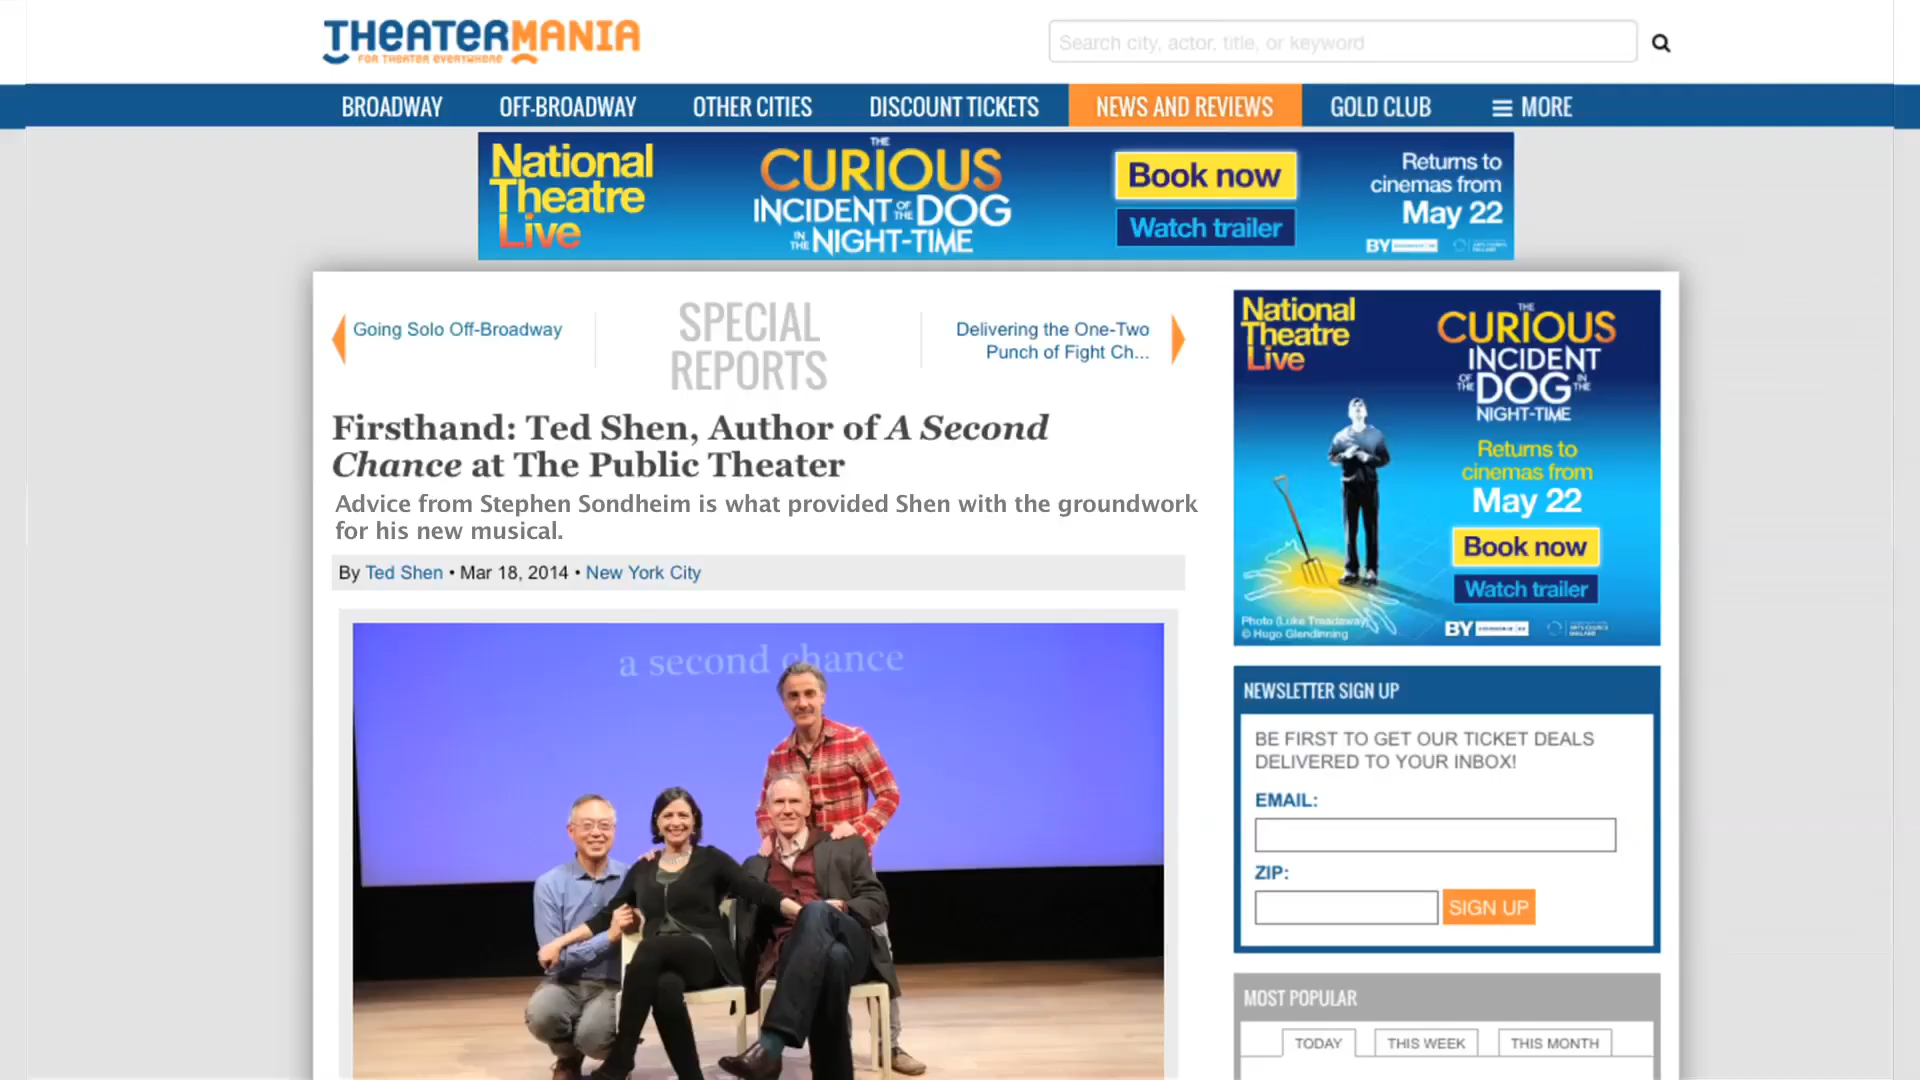 THEATERMANIA
FOR THEATER EVERYWHERE
Search city, actor, title, or keyword
BROADWAY OFF-BROADWAY OTHER CITIES DISCOUNT TICKETS NEWS AND REVIEWS GOLD CLUB MORE
National
Theatre
Live
THE
CURIOUS
INCIDENT OF THE DOG
IN THE NIGHT-TIME
Book now
Watch trailer
Returns to
cinemas from
May 22
BY
Going Solo Off-Broadway
SPECIAL
REPORTS
Delivering the One-Two
Punch of Fight Ch...
Firsthand: Ted Shen, Author of A Second
Chance at The Public Theater
Advice from Stephen Sondheim is what provided Shen with the groundwork
for his new musical.
By Ted Shen • Mar 18, 2014 • New York City
a second chance
National
Theatre
Live
THE
CURIOUS
INCIDENT
OF THE DOG IN THE
NIGHT-TIME
Returns to
cinemas from
May 22
Book now
Watch trailer
Photo (Luke Treadaway)
© Hugo Glendinning
BY
NEWSLETTER SIGN UP
BE FIRST TO GET OUR TICKET DEALS
DELIVERED TO YOUR INBOX!
EMAIL:
ZIP:
SIGN UP
MOST POPULAR
TODAY THIS WEEK THIS MONTH